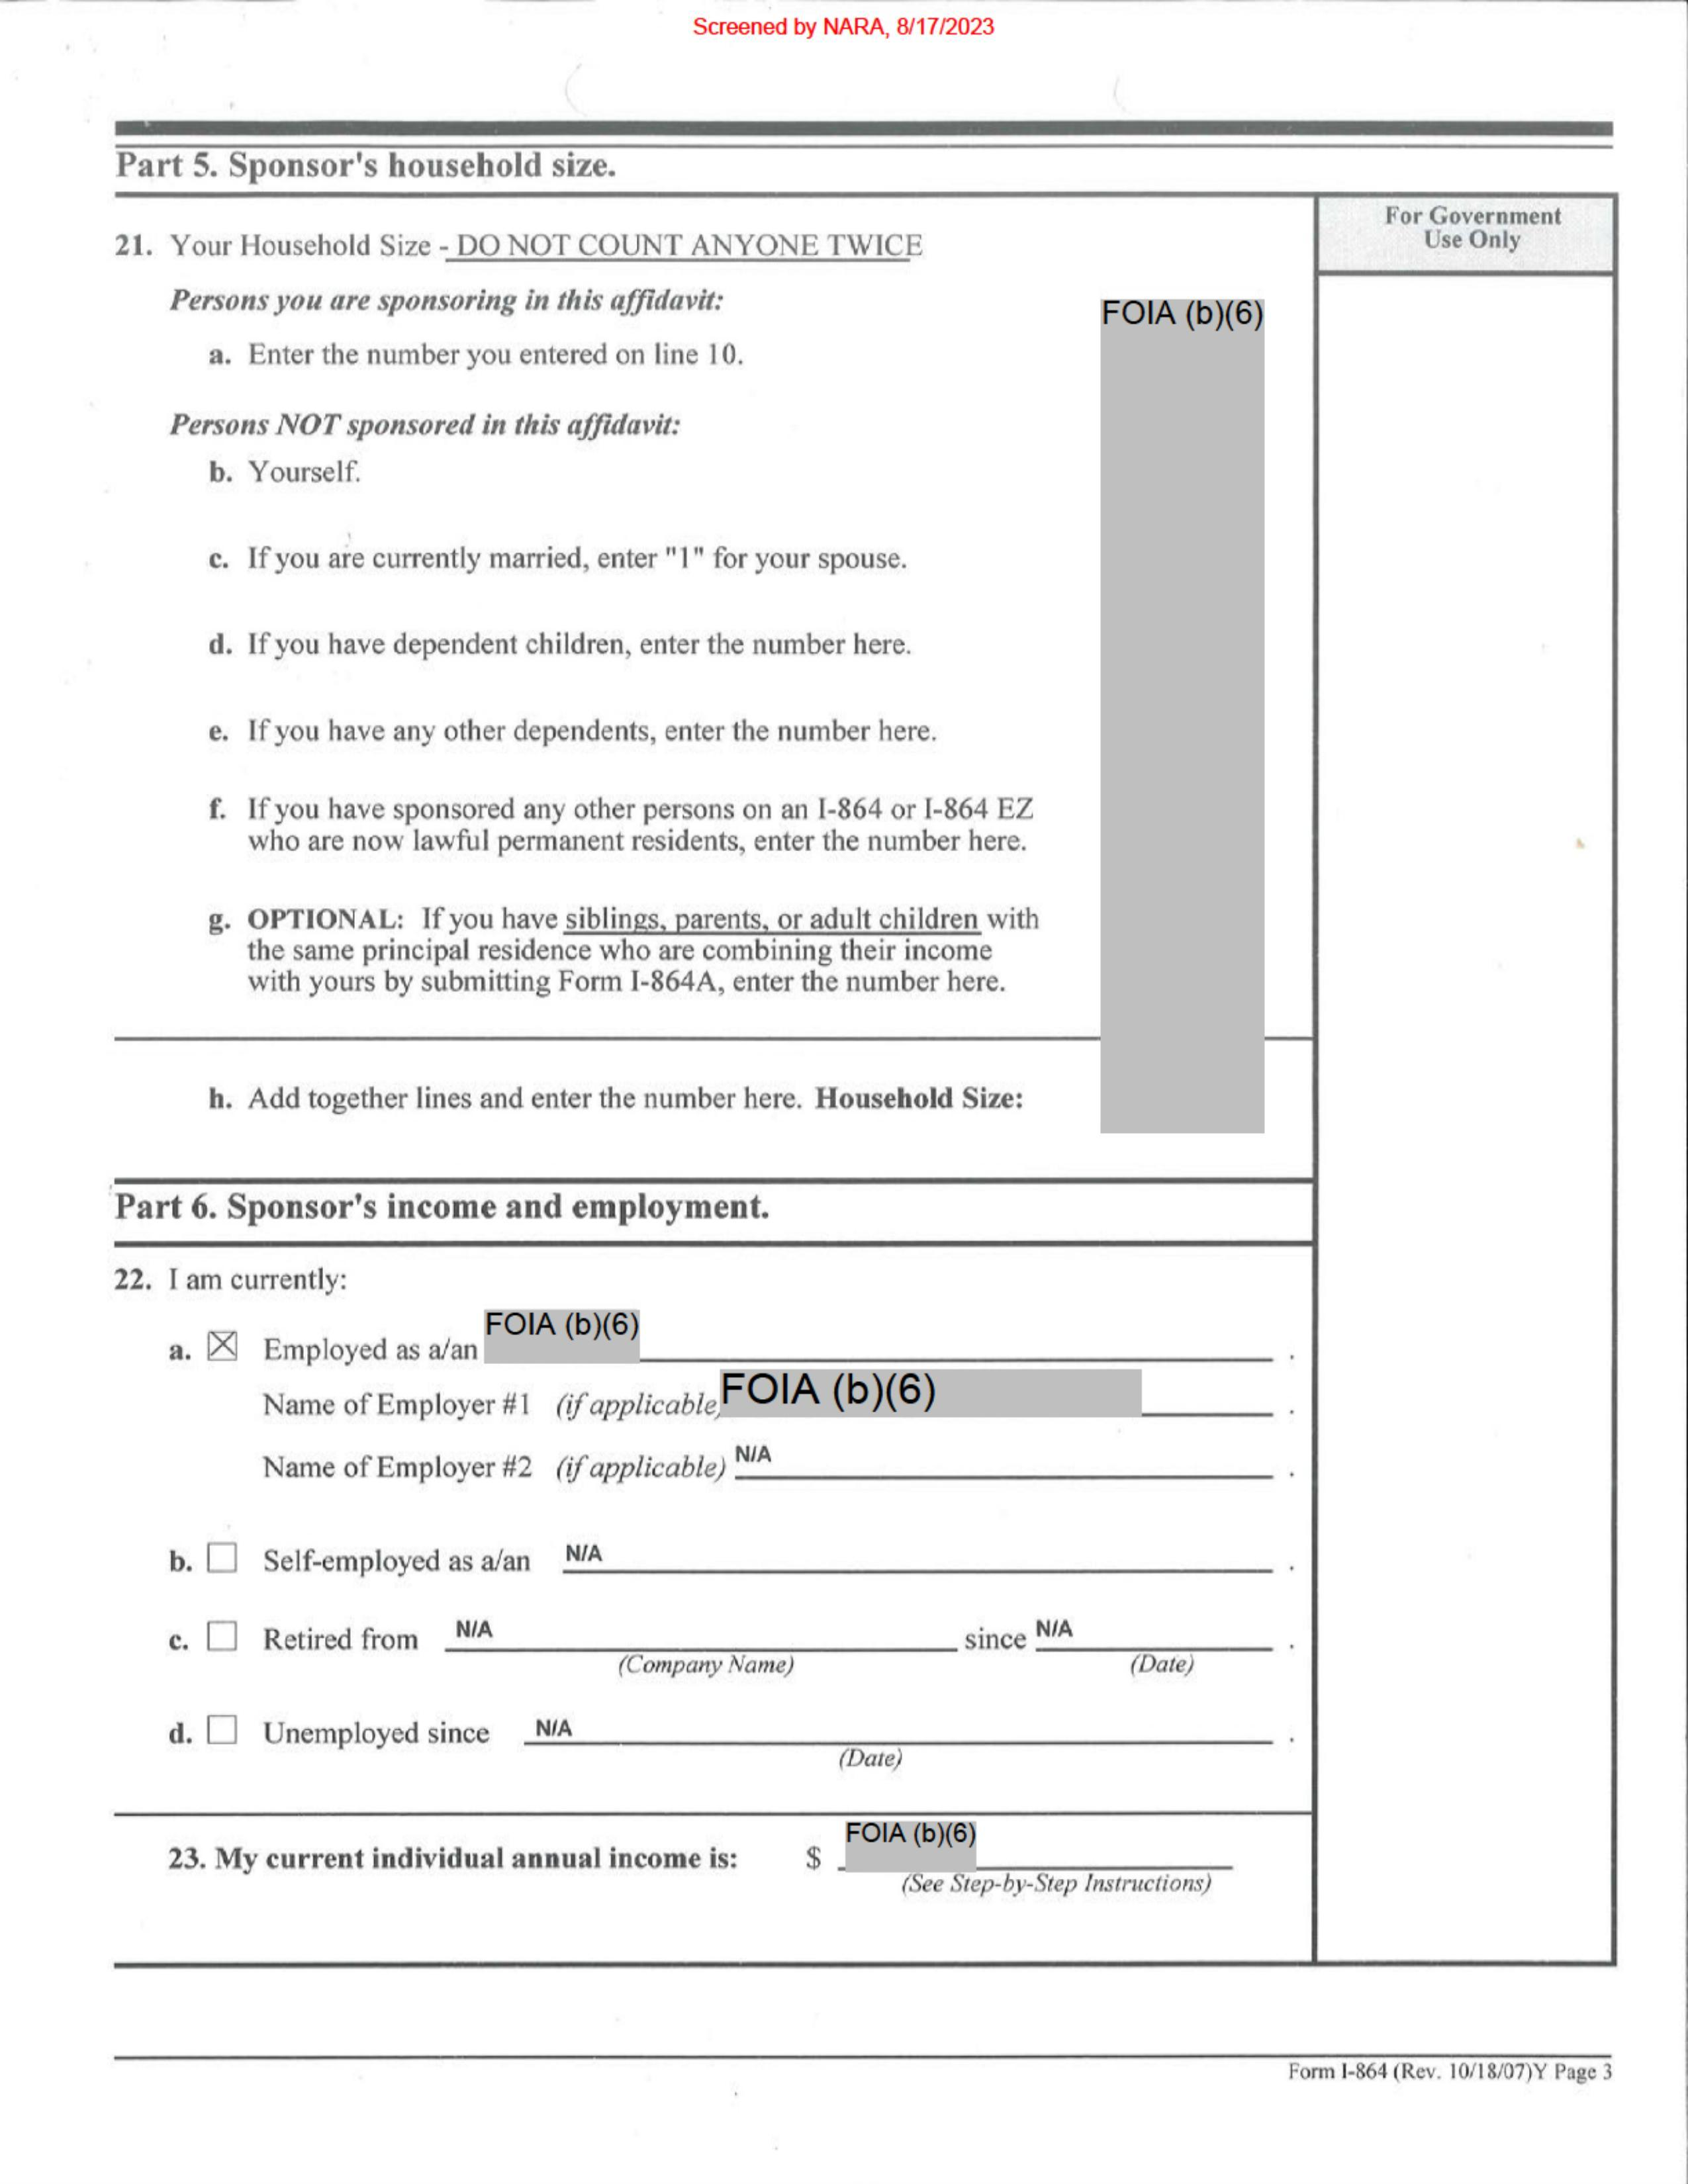 Screened by NARA, 8/17/2023
Part 5. Sponsor's household size.
For Government
Use Only
21. Your Household Size - DO NOT COUNT ANYONE TWICE
Persons you are sponsoring in this affidavit:
FOIA (b)(6)
a. Enter the number you entered on line 10.
Persons NOT sponsored in this affidavit:
b. Yourself.
c. If you are currently married, enter "1" for your spouse.
d. If you have dependent children, enter the number here.
e. If you have any other dependents, enter the number here.
f. If you have sponsored any other persons on an I-864 or I-864 EZ
who are now lawful permanent residents, enter the number here.
g. OPTIONAL: If you have siblings, parents, or adult children with
the same principal residence who are combining their income
with yours by submitting Form I-864A, enter the number here.
h. Add together lines and enter the number here. Household Size:
Part 6. Sponsor's income and employment.
22. I am currently:
a. Employed as a/an FOIA (b)(6) .
Name of Employer #1 (if applicable) FOIA (b)(6) .
Name of Employer #2 (if applicable) N/A .
b. Self-employed as a/an N/A .
c. Retired from N/A since N/A .
(Company Name) (Date)
d. Unemployed since N/A .
(Date)
23. My current individual annual income is: $ FOIA (b)(6)
(See Step-by-Step Instructions)
Form I-864 (Rev. 10/18/07)Y Page 3